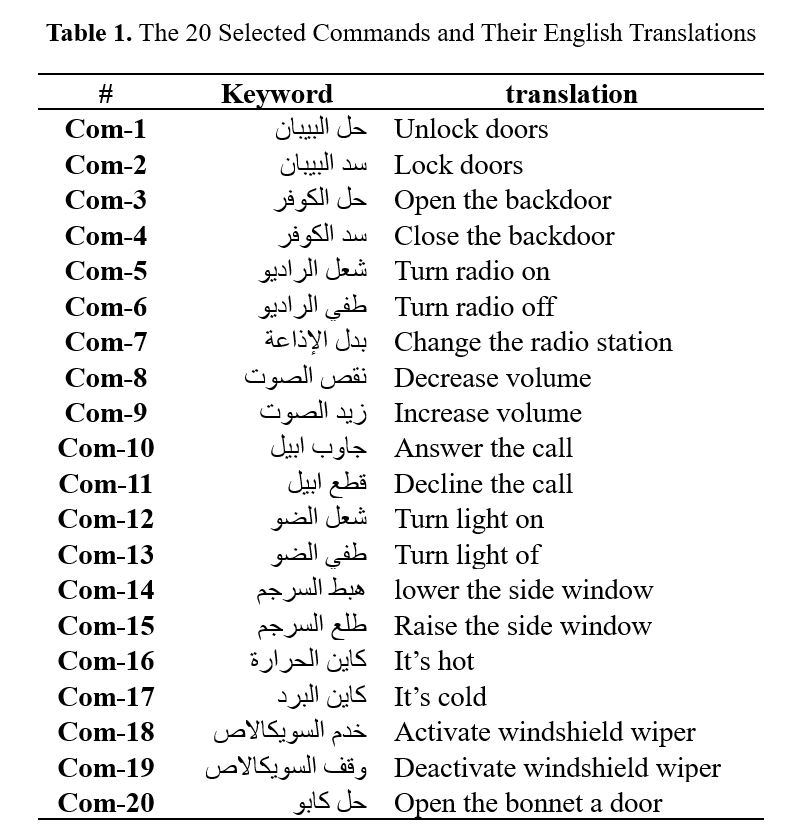 Table 1. The 20 Selected Commands and Their English Translations
# Keyword translation
Com-1 حل البيبان Unlock doors
Com-2 سد البيبان Lock doors
Com-3 حل الكوفر Open the backdoor
Com-4 سد الكوفر Close the backdoor
Com-5 شعل الراديو Turn radio on
Com-6 طفي الراديو Turn radio off
Com-7 بدل الإذاعة Change the radio station
Com-8 نقص الصوت Decrease volume
Com-9 زيد الصوت Increase volume
Com-10 جاوب ابيل Answer the call
Com-11 قطع ابيل Decline the call
Com-12 شعل الضو Turn light on
Com-13 طفي الضو Turn light of
Com-14 هبط السرجم lower the side window
Com-15 طلع السرجم Raise the side window
Com-16 كاين الحرارة It’s hot
Com-17 كاين البرد It’s cold
Com-18 خدم السويكالاص Activate windshield wiper
Com-19 وقف السويكالاص Deactivate windshield wiper
Com-20 حل كابو Open the bonnet a door